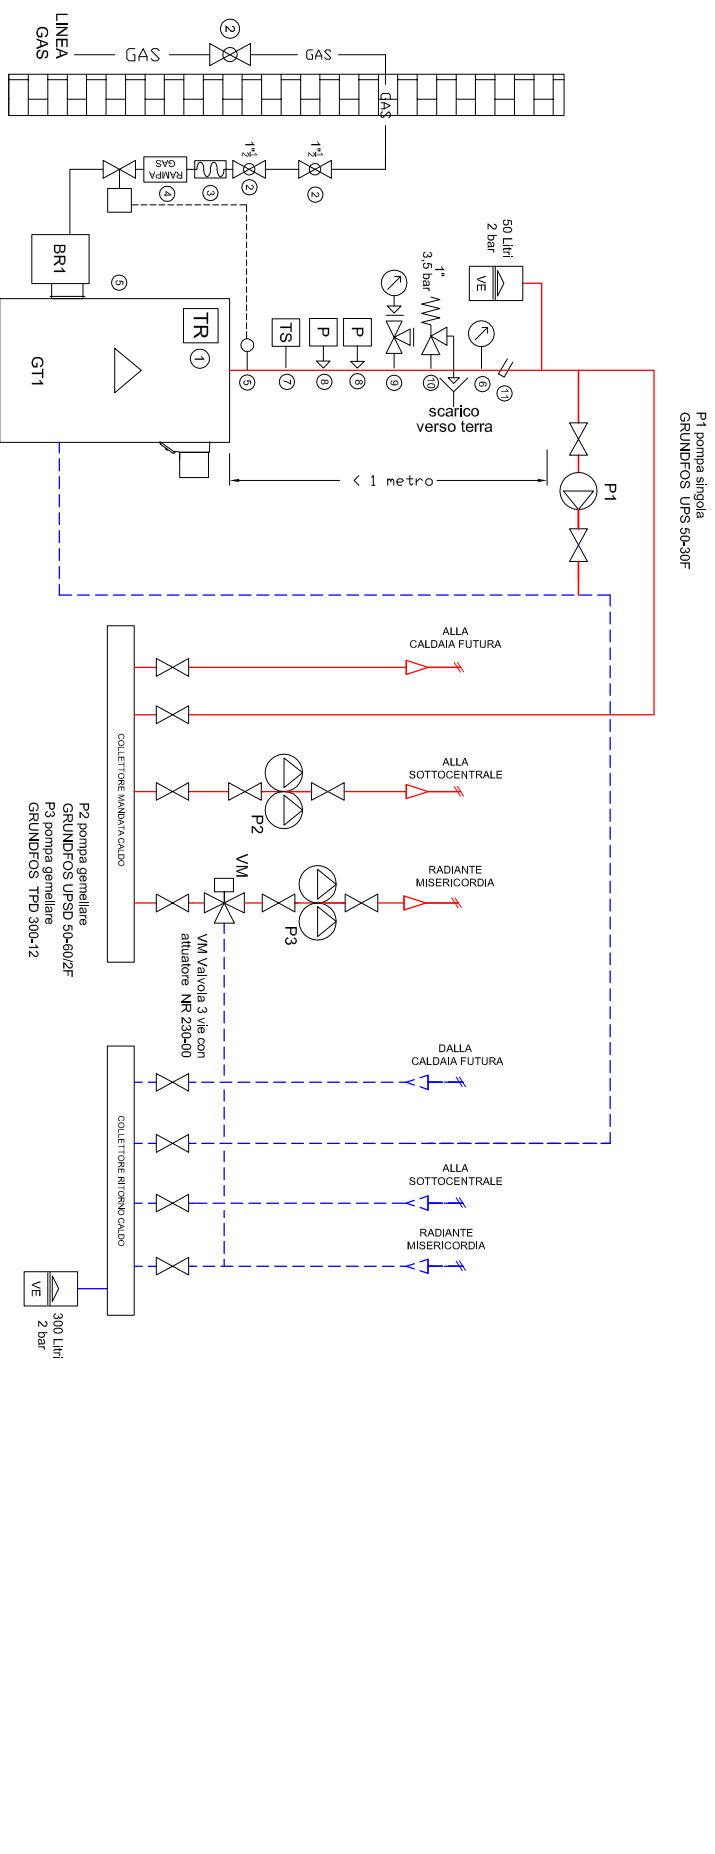 LINEA
GAS
GAS
2
GAS
GAS
1"½
1"½
RAMPA
GAS
4
3
2
2
BR1
5
TR
1
GT1
50 Litri
2 bar
VE
1"
3,5 bar
TS
P
P
5
7
8
8
9
10
6
11
scarico
verso terra
< 1 metro
P1
P1 pompa singola
GRUNDFOS UPS 50-30F
ALLA
CALDAIA FUTURA
ALLA
SOTTOCENTRALE
P2
RADIANTE
MISERICORDIA
VM
P3
COLLETTORE MANDATA CALDO
P2 pompa gemellare
GRUNDFOS UPSD 50-60/2F
P3 pompa gemellare
GRUNDFOS TPD 300-12
VM Valvola 3 vie con
attuatore NR 230-00
DALLA
CALDAIA FUTURA
ALLA
SOTTOCENTRALE
RADIANTE
MISERICORDIA
COLLETTORE RITORNO CALDO
VE
300 Litri
2 bar